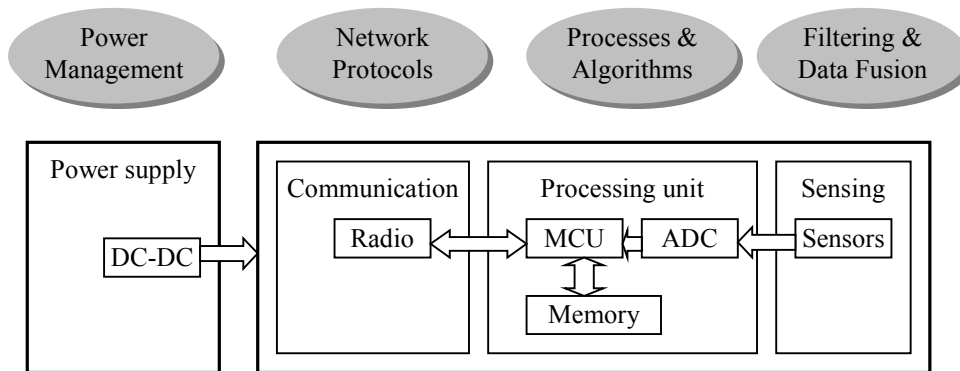 Power
Management
Network
Protocols
Processes &
Algorithms
Filtering &
Data Fusion
Power supply
DC-DC
Communication
Radio
Processing unit
MCU
ADC
Memory
Sensing
Sensors